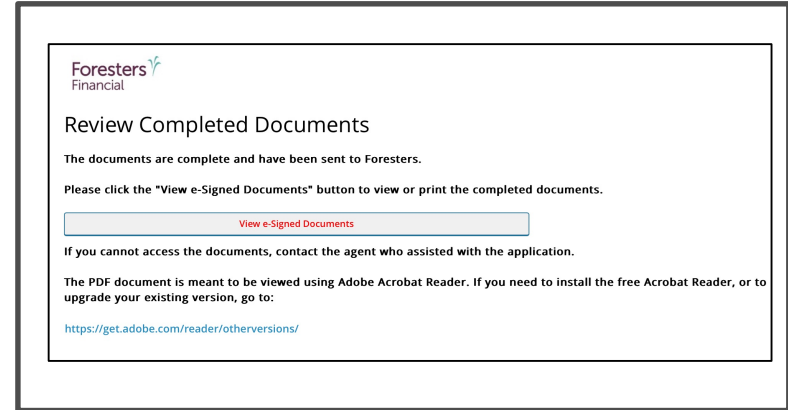 Foresters
Financial
Review Completed Documents
The documents are complete and have been sent to Foresters.
Please click the "View e-Signed Documents" button to view or print the completed documents.
View e-Signed Documents
If you cannot access the documents, contact the agent who assisted with the application.
The PDF document is meant to be viewed using Adobe Acrobat Reader. If you need to install the free Acrobat Reader, or to
upgrade your existing version, go to:
https://get.adobe.com/reader/otherversions/